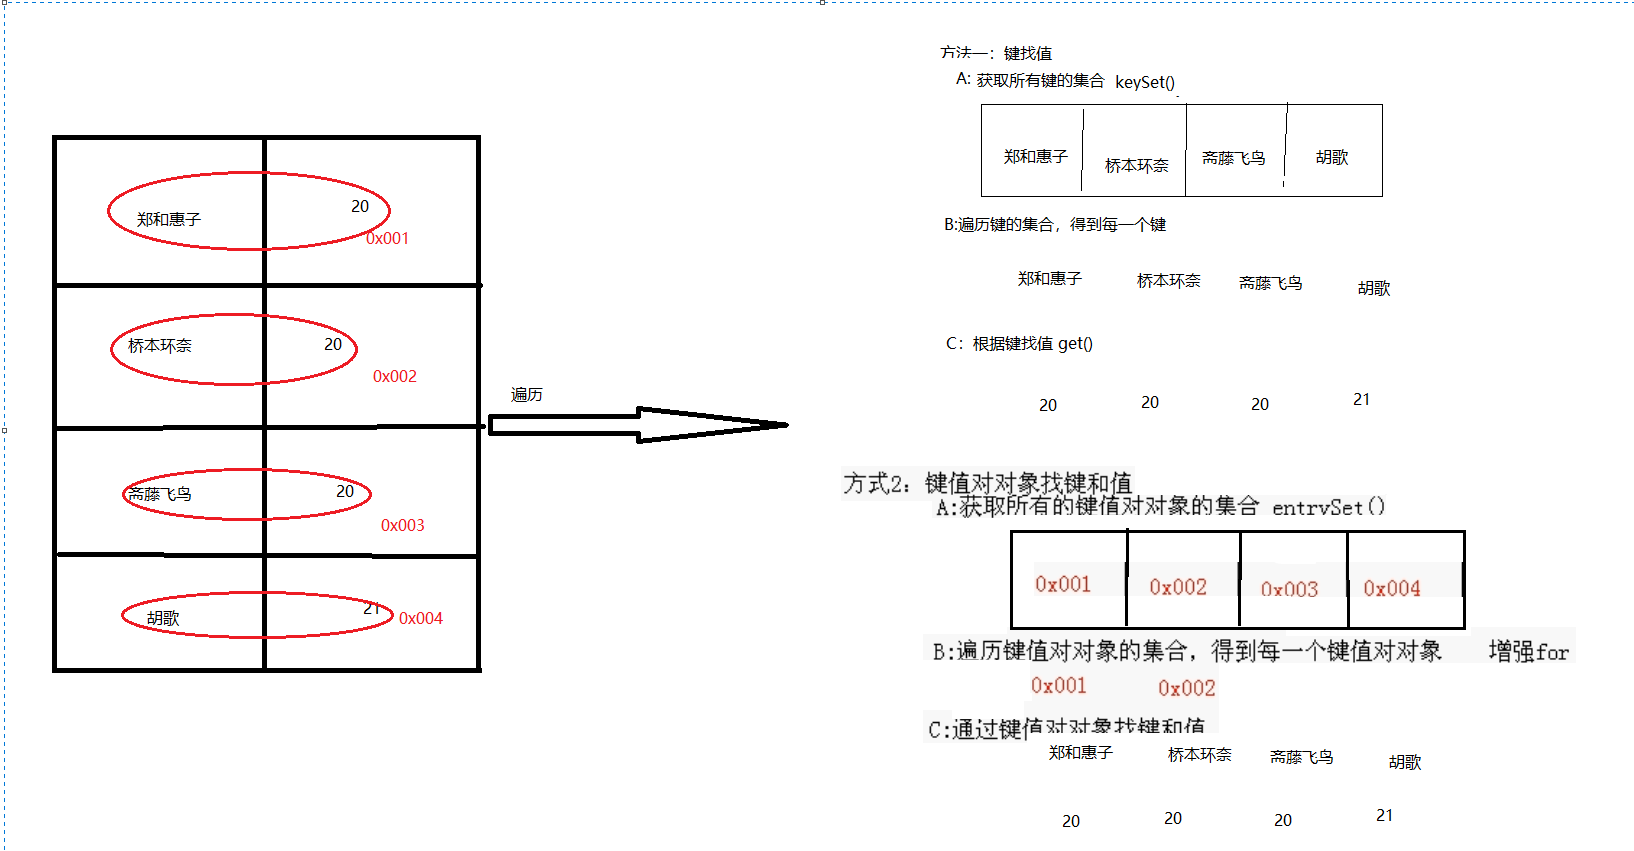 郑和惠子 20
0x001
桥本环奈 20
0x002
斋藤飞鸟 20
0x003
胡歌 21
0x004
遍历
方法一：键找值
A: 获取所有键的集合 keySet()
郑和惠子 桥本环奈 斋藤飞鸟 胡歌
B:遍历键的集合，得到每一个键
郑和惠子 桥本环奈 斋藤飞鸟 胡歌
C：根据键找值 get()
20 20 20 21
方式2：键值对对象找键和值
A:获取所有的键值对对象的集合 entrySet()
0x001 0x002 0x003 0x004
B:遍历键值对对象的集合，得到每一个键值对对象 增强for
0x001 0x002
C:通过键值对对象找键和值
郑和惠子 桥本环奈 斋藤飞鸟 胡歌
20 20 20 21